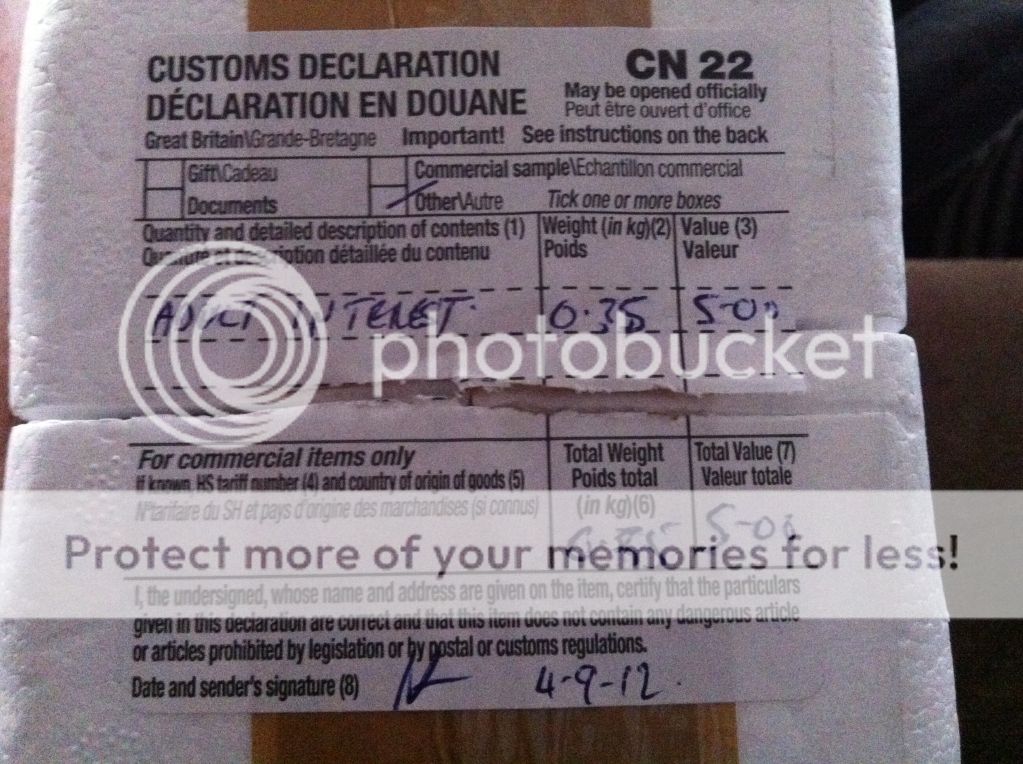 CUSTOMS DECLARATION CN 22
DÉCLARATION EN DOUANE May be opened officially
Peut être ouvert d'office
Great Britain\Grande-Bretagne Important! See instructions on the back
Gift\Cadeau Commercial sample\Echantillon commercial
Documents Other\Autre Tick one or more boxes
Quantity and detailed description of contents (1) Weight (in kg)(2) Value (3)
détaillée du contenu Poids Valeur
ADULT INTEREST. 0.35 5-00
photobucket
For commercial items only Total Weight Total Value (7)
If known, HS tariff number (4) and country of origin of goods (5) Poids total Valeur totale
N°tarifaire du SH et pays d'origine des marchandises (si connus) (in kg)(6)
5-00
Protect more of your memories for less!
I, the undersigned, whose name and address are given on the item, certify that the particulars
given in this declaration are correct and that this item does not contain any dangerous article
or articles prohibited by legislation or by postal or customs regulations.
Date and sender's signature (8) 4-9-12.